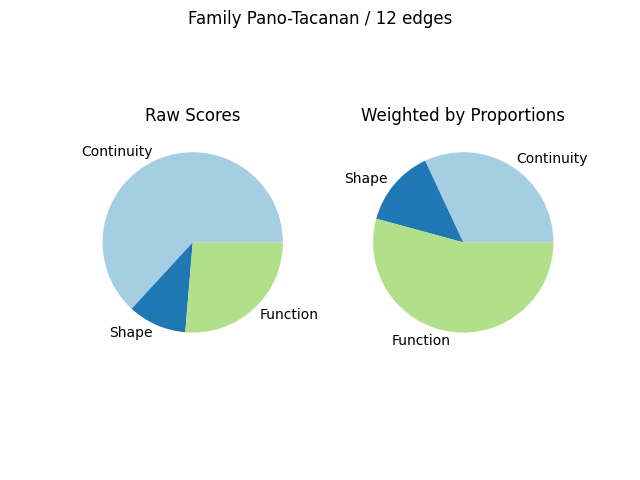 Family Pano-Tacanan / 12 edges
Raw Scores
Continuity
Shape
Function
Weighted by Proportions
Continuity
Shape
Function